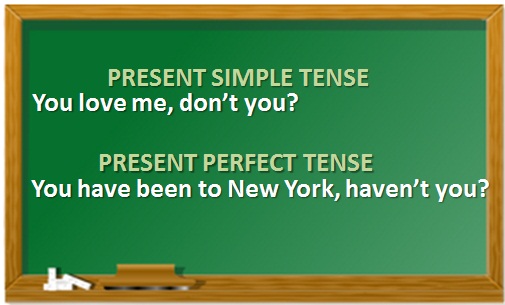 PRESENT SIMPLE TENSE
You love me, don’t you?
PRESENT PERFECT TENSE
You have been to New York, haven’t you?